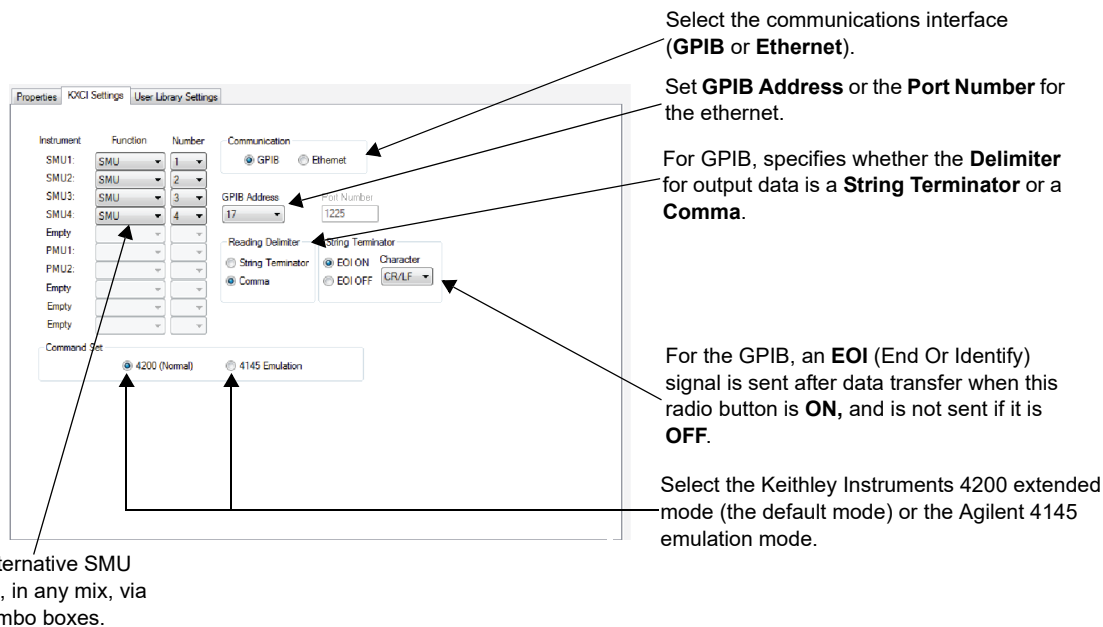 Select the communications interface
(GPIB or Ethernet).
Set GPIB Address or the Port Number for
the ethernet.
For GPIB, specifies whether the Delimiter
for output data is a String Terminator or a
Comma.
For the GPIB, an EOI (End Or Identify)
signal is sent after data transfer when this
radio button is ON, and is not sent if it is
OFF.
Select the Keithley Instruments 4200 extended
mode (the default mode) or the Agilent 4145
emulation mode.
Properties KXCI Settings User Library Settings
Instrument Function Number
SMU1: SMU 1
SMU2: SMU 2
SMU3: SMU 3
SMU4: SMU 4
Empty
PMU1:
PMU2:
Empty
Empty
Empty
Communication
GPIB Ethernet
GPIB Address Port Number
17 1225
Reading Delimiter
String Terminator
Comma
String Terminator
EOI ON Character
EOI OFF CR/LF
Command Set
4200 (Normal) 4145 Emulation
ternative SMU
, in any mix, via
mbo boxes.